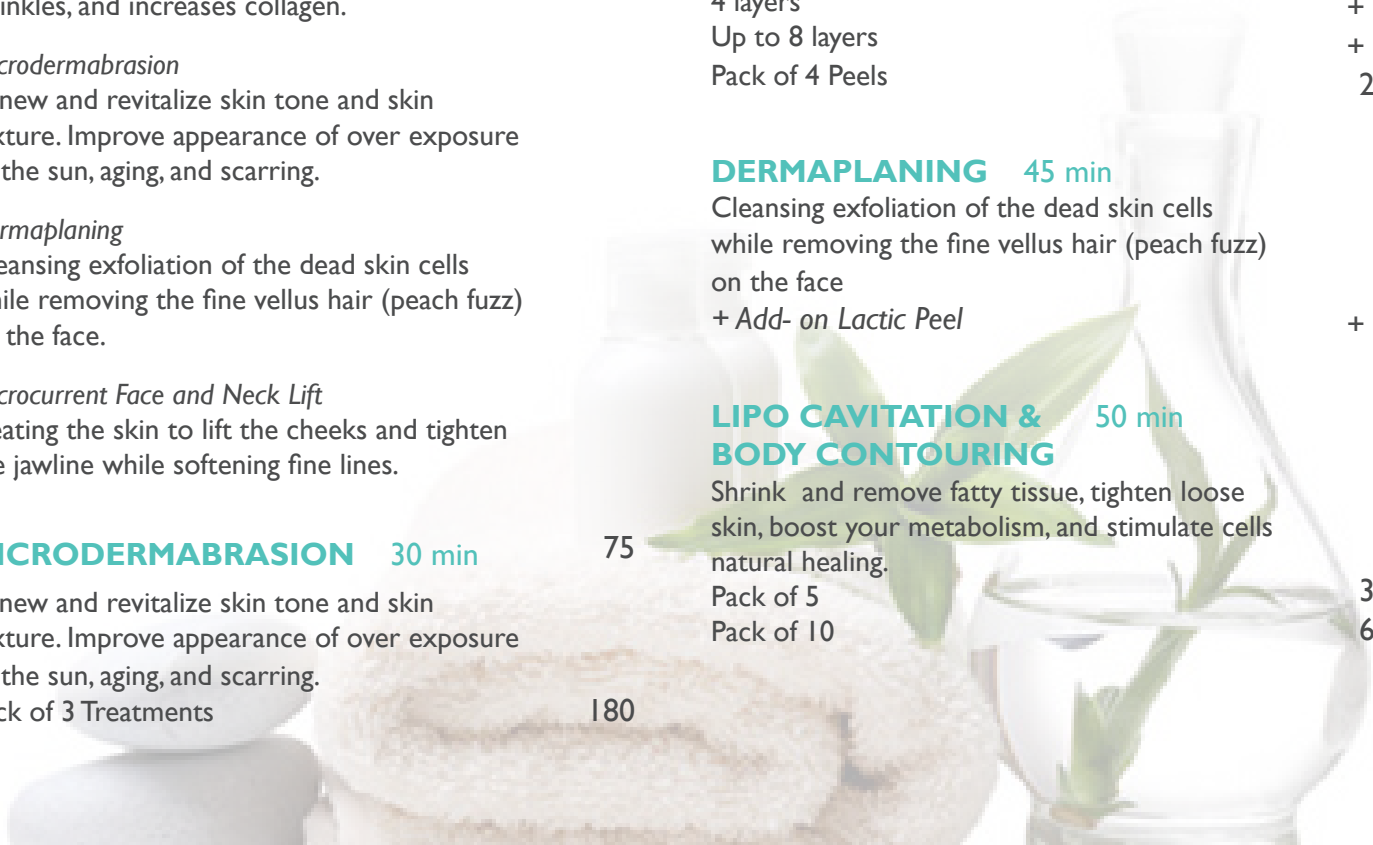 inkles, and increases collagen.
crodermabrasion
new and revitalize skin tone and skin
xture. Improve appearance of over exposure
the sun, aging, and scarring.
rmaplaning
eansing exfoliation of the dead skin cells
ile removing the fine vellus hair (peach fuzz)
the face.
crocurrent Face and Neck Lift
eating the skin to lift the cheeks and tighten
e jawline while softening fine lines.
ICRODERMABRASION 30 min 75
new and revitalize skin tone and skin
xture. Improve appearance of over exposure
the sun, aging, and scarring.
ck of 3 Treatments 180
4 layers +
Up to 8 layers +
Pack of 4 Peels 2
DERMAPLANING 45 min
Cleansing exfoliation of the dead skin cells
while removing the fine vellus hair (peach fuzz)
on the face
+ Add- on Lactic Peel +
LIPO CAVITATION & 50 min
BODY CONTOURING
Shrink and remove fatty tissue, tighten loose
skin, boost your metabolism, and stimulate cells
natural healing.
Pack of 5 3
Pack of 10 6